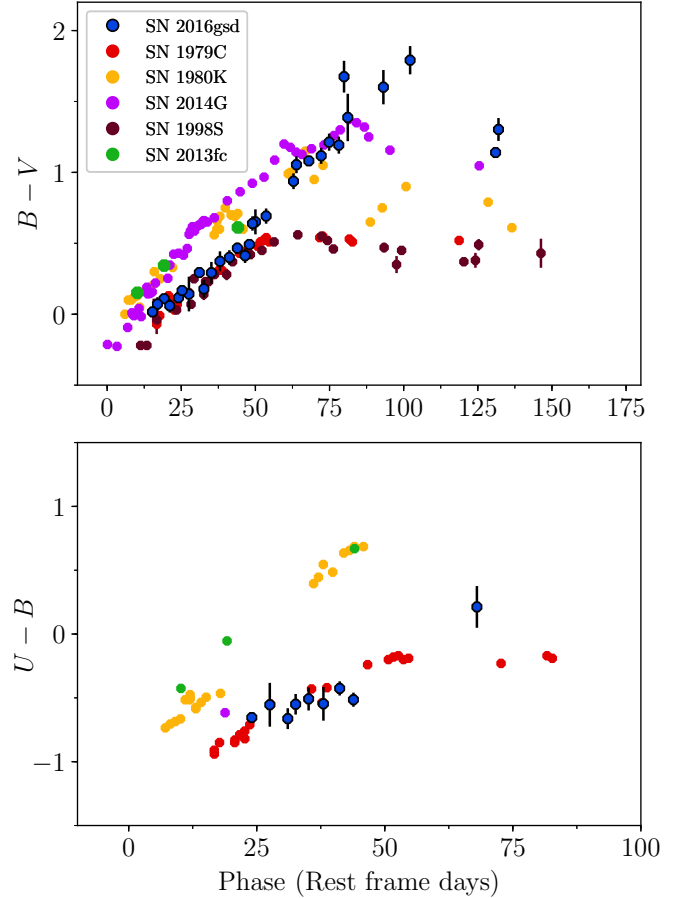 2
1
0
B − V
SN 2016gsd
SN 1979C
SN 1980K
SN 2014G
SN 1998S
SN 2013fc
0 25 50 75 100 125 150 175
1
0
−1
U − B
0 25 50 75 100
Phase (Rest frame days)